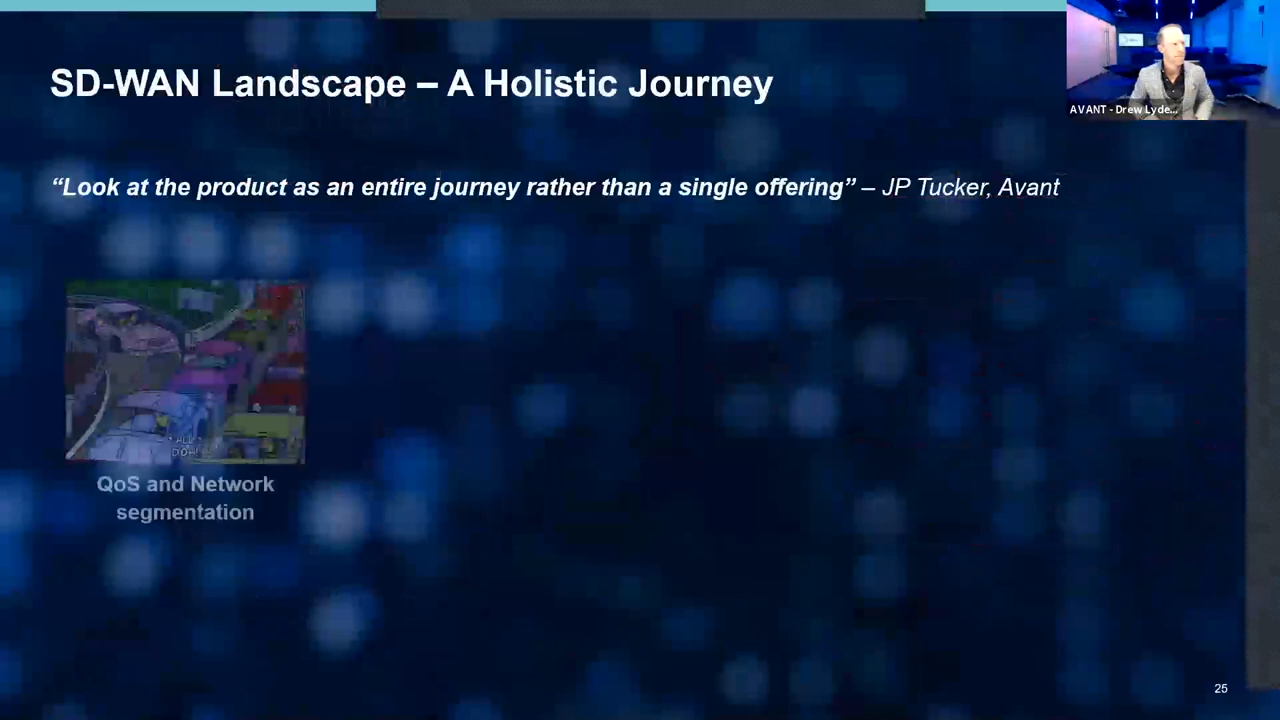 SD-WAN Landscape – A Holistic Journey
AVANT - Drew Lyde...
“Look at the product as an entire journey rather than a single offering” – JP Tucker, Avant
QoS and Network
segmentation
25